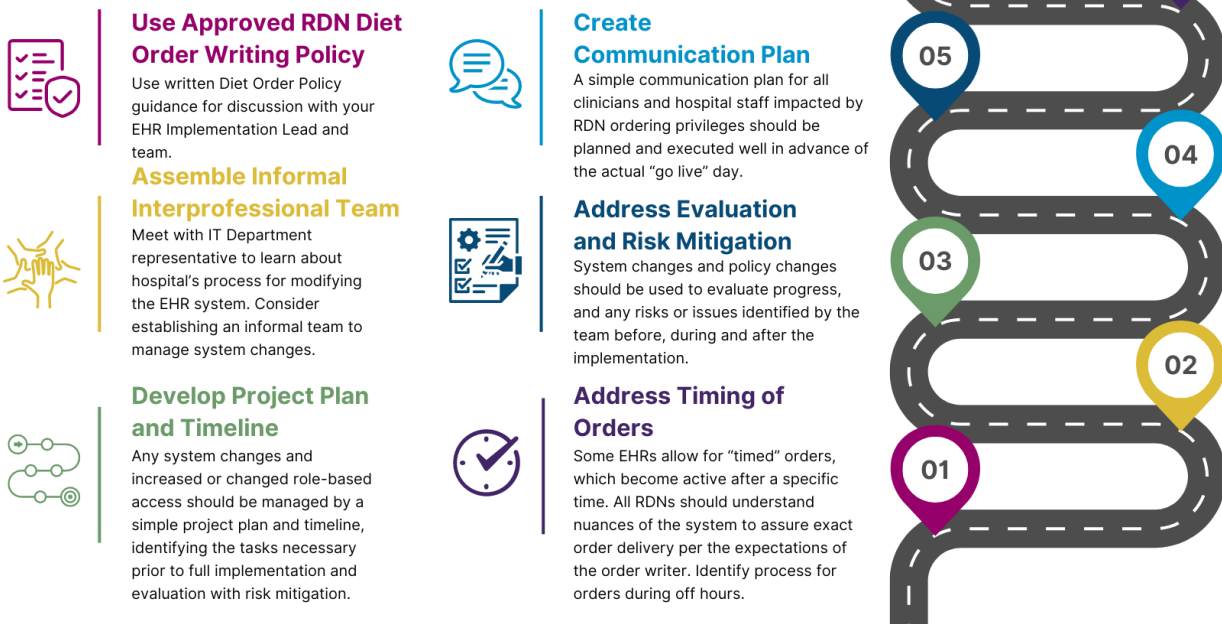 Use Approved RDN Diet
Order Writing Policy
Use written Diet Order Policy
guidance for discussion with your
EHR Implementation Lead and
team.
Assemble Informal
Interprofessional Team
Meet with IT Department
representative to learn about
hospital's process for modifying
the EHR system. Consider
establishing an informal team to
manage system changes.
Develop Project Plan
and Timeline
Any system changes and
increased or changed role-based
access should be managed by a
simple project plan and timeline,
identifying the tasks necessary
prior to full implementation and
evaluation with risk mitigation.
Create
Communication Plan
A simple communication plan for all
clinicians and hospital staff impacted by
RDN ordering privileges should be
planned and executed well in advance of
the actual “go live” day.
Address Evaluation
and Risk Mitigation
System changes and policy changes
should be used to evaluate progress,
and any risks or issues identified by the
team before, during and after the
implementation.
Address Timing of
Orders
Some EHRs allow for “timed” orders,
which become active after a specific
time. All RDNs should understand
nuances of the system to assure exact
order delivery per the expectations of
the order writer. Identify process for
orders during off hours.
05
04
03
02
01